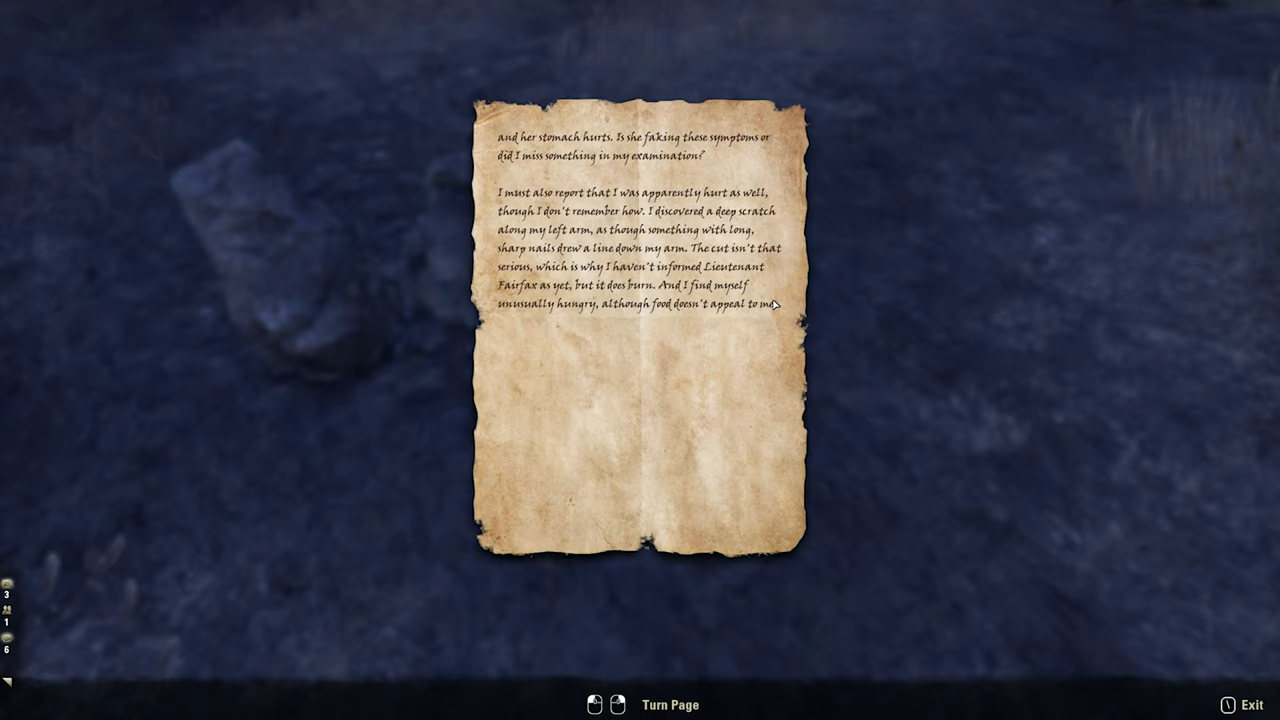 and her stomach hurts. Is she faking these symptoms or
did I miss something in my examination?
I must also report that I was apparently hurt as well,
though I don't remember how. I discovered a deep scratch
along my left arm, as though something with long,
sharp nails drew a line down my arm. The cut isn't that
serious, which is why I haven't informed Lieutenant
Fairfax as yet, but it does burn. And I find myself
unusually hungry, although food doesn't appeal to me
3
1
6
Turn Page
\ Exit